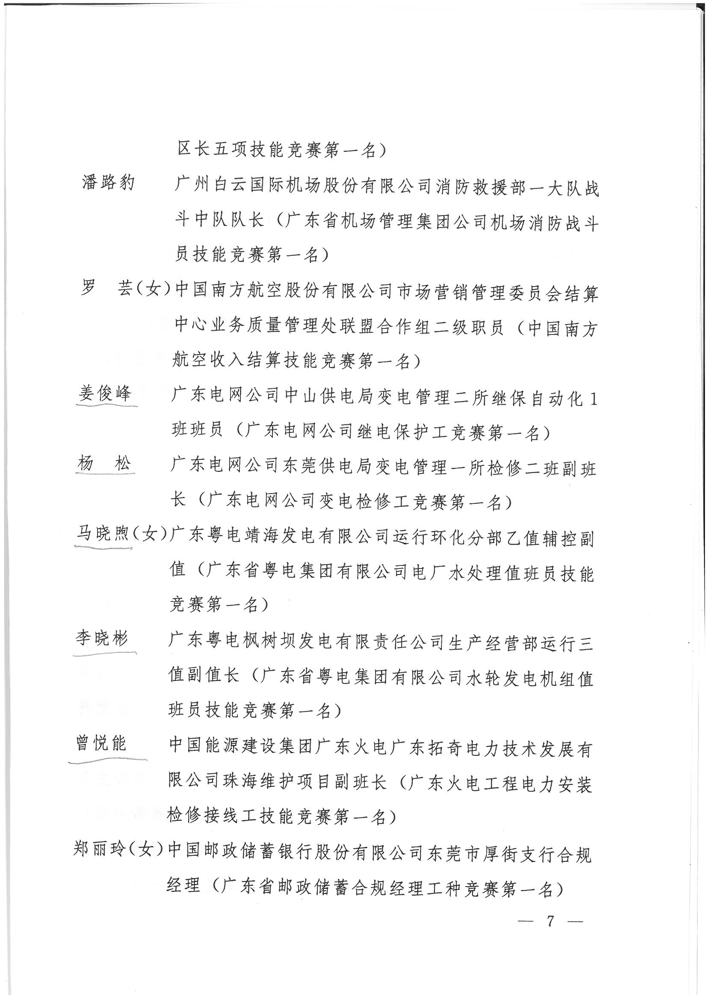 区长五项技能竞赛第一名）
潘路豹 广州白云国际机场股份有限公司消防救援部一大队战
斗中队队长（广东省机场管理集团公司机场消防战斗
员技能竞赛第一名）
罗　芸（女）中国南方航空股份有限公司市场营销管理委员会结算
中心业务质量管理处联盟合作组二级职员（中国南方
航空收入结算技能竞赛第一名）
姜俊峰 广东电网公司中山供电局变电管理二所继保自动化1
班班员（广东电网公司继电保护工竞赛第一名）
杨　松 广东电网公司东莞供电局变电管理一所检修二班副班
长（广东电网公司变电检修工竞赛第一名）
马晓煦（女）广东粤电靖海发电有限公司运行环化分部乙值辅控副
值（广东省粤电集团有限公司电厂水处理值班员技能
竞赛第一名）
李晓彬 广东粤电枫树坝发电有限责任公司生产经营部运行三
值副值长（广东省粤电集团有限公司水轮发电机组值
班员技能竞赛第一名）
曾悦能 中国能源建设集团广东火电广东拓奇电力技术发展有
限公司珠海维护项目副班长（广东火电工程电力安装
检修接线工技能竞赛第一名）
郑丽玲（女）中国邮政储蓄银行股份有限公司东莞市厚街支行合规
经理（广东省邮政储蓄合规经理工种竞赛第一名）
— 7 —